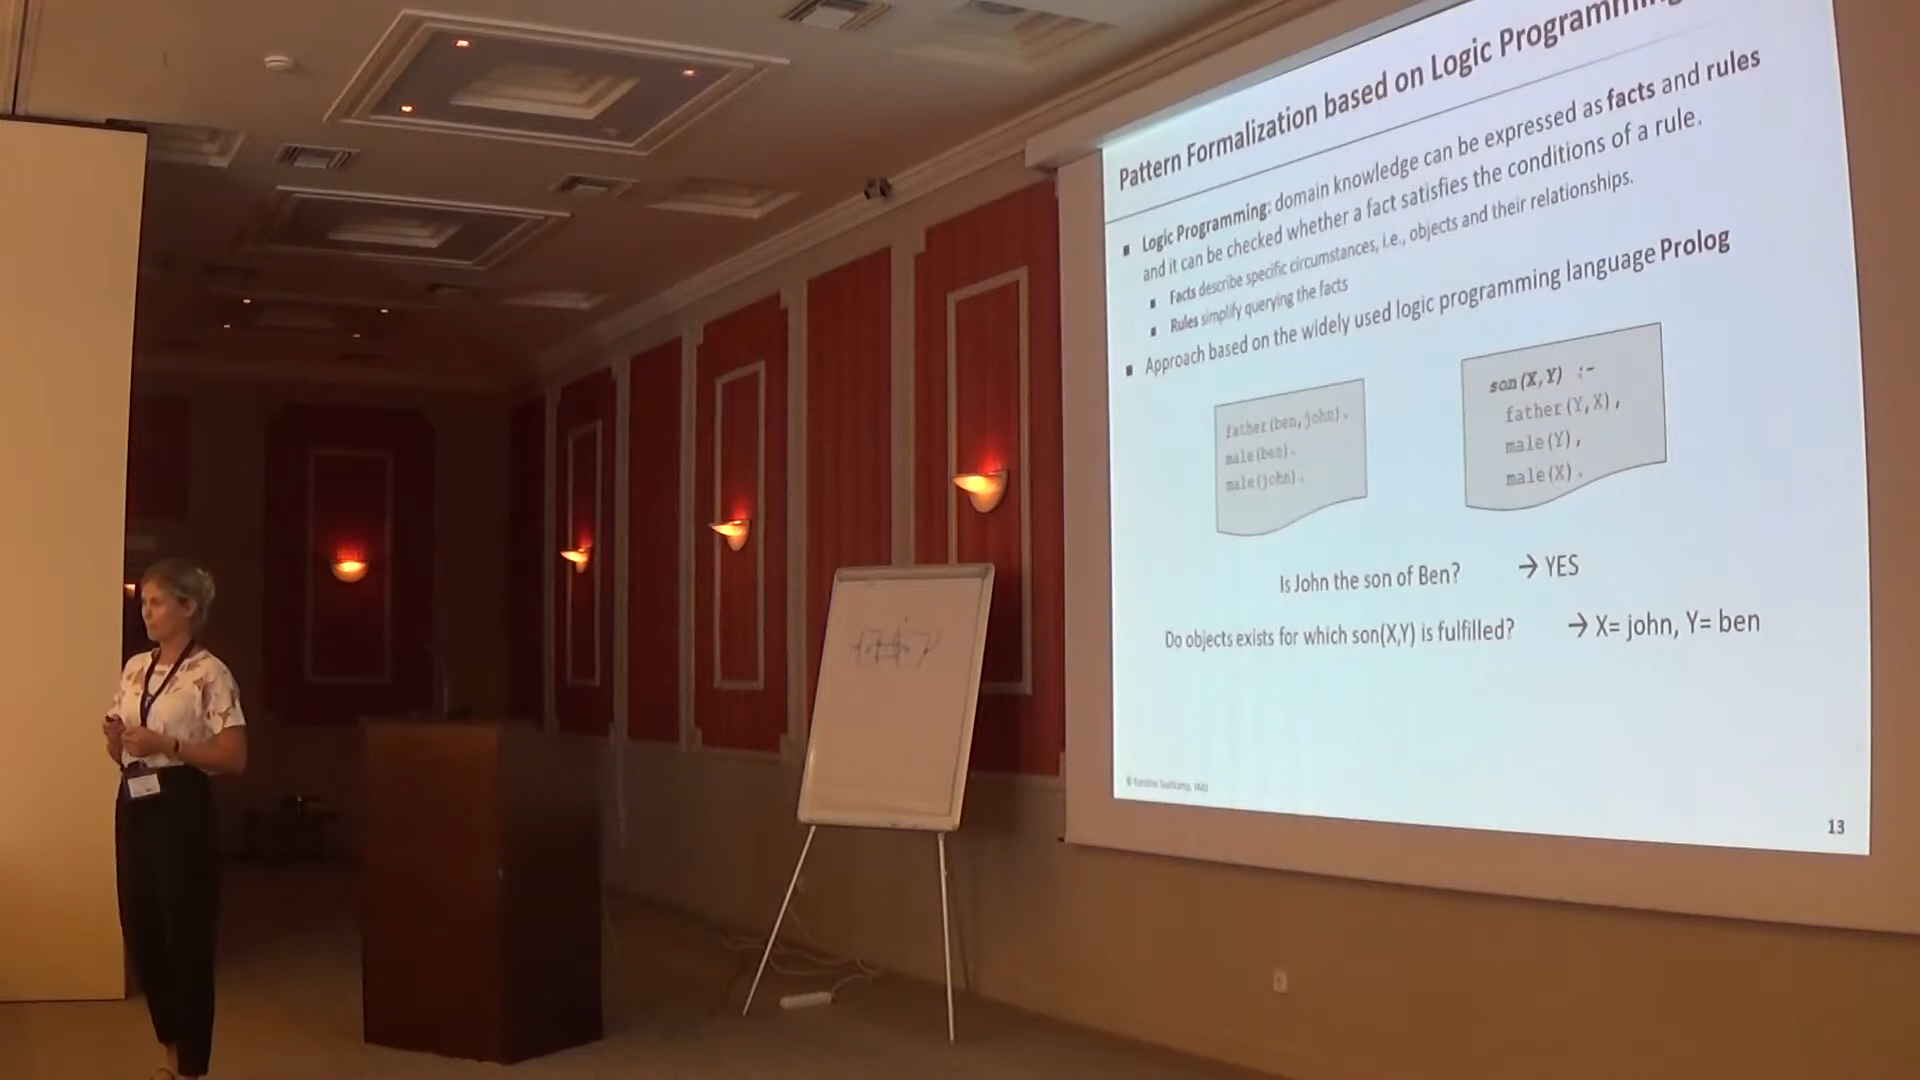 Pattern Formalization based on Logic Programming
Logic Programming: domain knowledge can be expressed as facts and rules
and it can be checked whether a fact satisfies the conditions of a rule.
Facts describe specific circumstances, i.e., objects and their relationships.
Rules simplify querying the facts
Approach based on the widely used logic programming language Prolog
father(ben,john).
male(ben).
male(john).
son(X,Y) :-
father(Y,X),
male(Y),
male(X).
Is John the son of Ben? → YES
Do objects exists for which son(X,Y) is fulfilled? → X= john, Y= ben
13